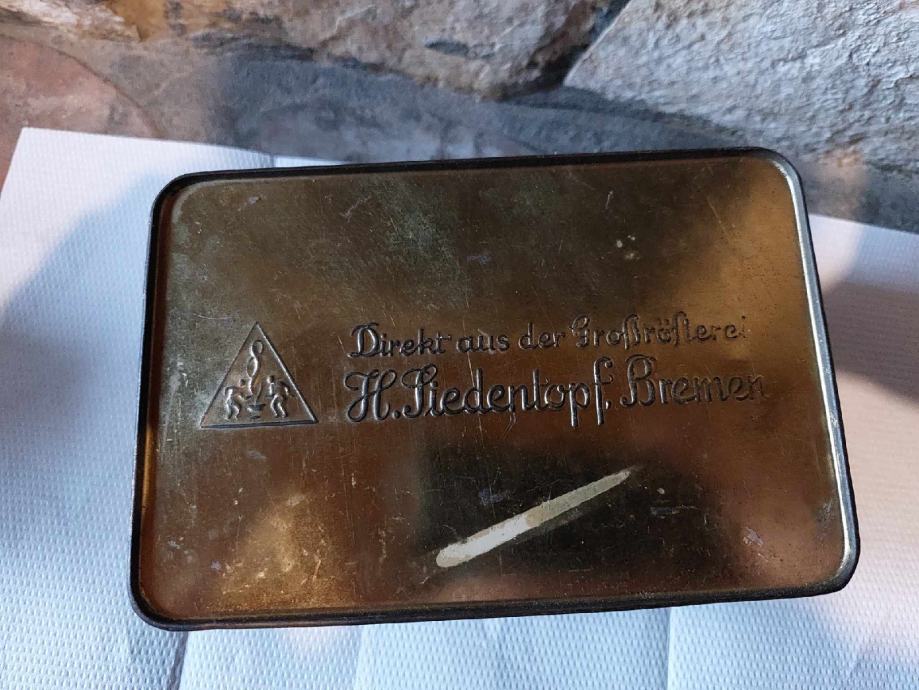 Direkt aus der Großrösterei
H. Siedentopf, Bremen